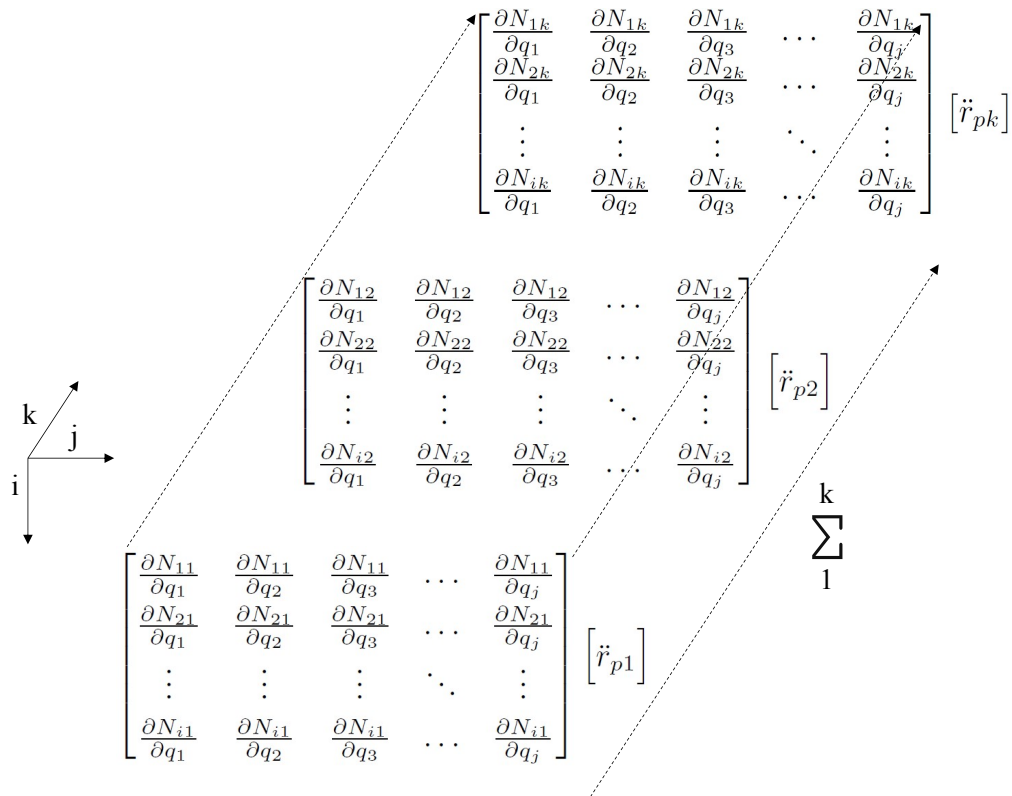 ∂N₁ₖ/∂q₁ ∂N₁ₖ/∂q₂ ∂N₁ₖ/∂q₃ ⋯ ∂N₁ₖ/∂qⱼ
∂N₂ₖ/∂q₁ ∂N₂ₖ/∂q₂ ∂N₂ₖ/∂q₃ ⋯ ∂N₂ₖ/∂qⱼ
⋮ ⋮ ⋮ ⋱ ⋮
∂Nᵢₖ/∂q₁ ∂Nᵢₖ/∂q₂ ∂Nᵢₖ/∂q₃ ⋯ ∂Nᵢₖ/∂qⱼ
[r̈ₚₖ]
∂N₁₂/∂q₁ ∂N₁₂/∂q₂ ∂N₁₂/∂q₃ ⋯ ∂N₁₂/∂qⱼ
∂N₂₂/∂q₁ ∂N₂₂/∂q₂ ∂N₂₂/∂q₃ ⋯ ∂N₂₂/∂qⱼ
⋮ ⋮ ⋮ ⋱ ⋮
∂Nᵢ₂/∂q₁ ∂Nᵢ₂/∂q₂ ∂Nᵢ₂/∂q₃ ⋯ ∂Nᵢ₂/∂qⱼ
[r̈ₚ₂]
k
j
i
k
∑
1
∂N₁₁/∂q₁ ∂N₁₁/∂q₂ ∂N₁₁/∂q₃ ⋯ ∂N₁₁/∂qⱼ
∂N₂₁/∂q₁ ∂N₂₁/∂q₂ ∂N₂₁/∂q₃ ⋯ ∂N₂₁/∂qⱼ
⋮ ⋮ ⋮ ⋱ ⋮
∂Nᵢ₁/∂q₁ ∂Nᵢ₁/∂q₂ ∂Nᵢ₁/∂q₃ ⋯ ∂Nᵢ₁/∂qⱼ
[r̈ₚ₁]